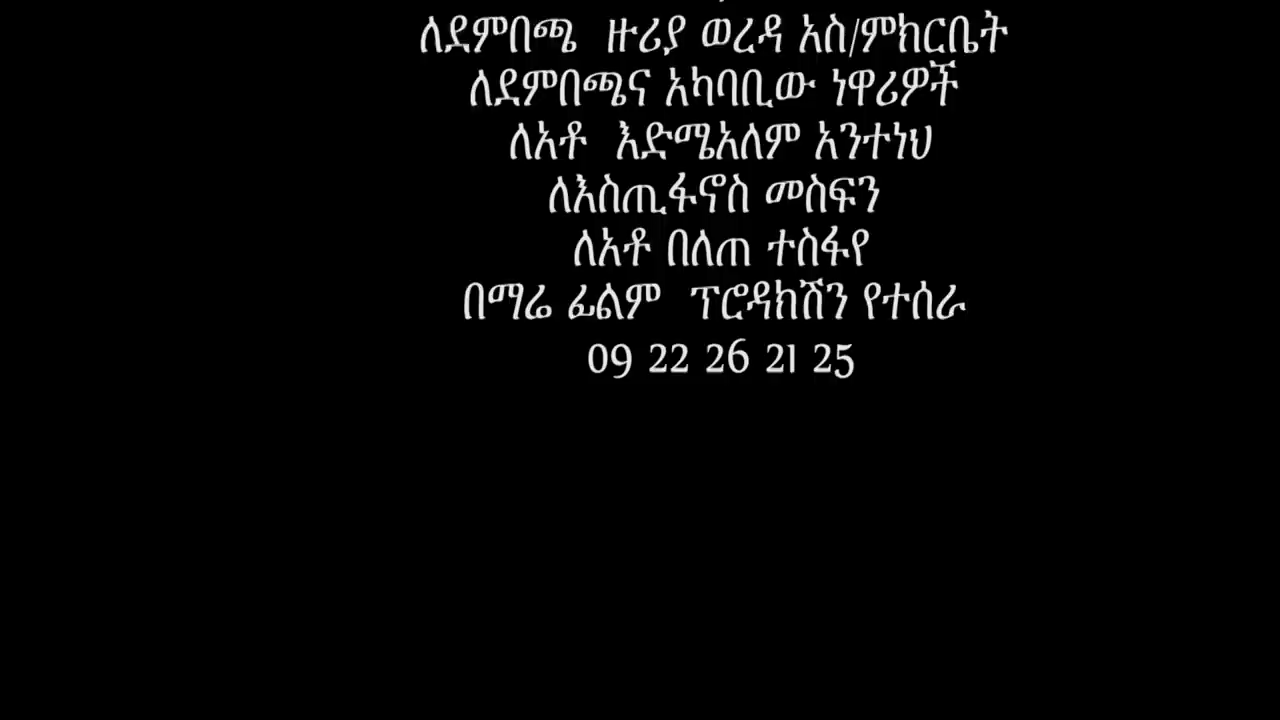 ለደምበጫ ዙሪያ ወረዳ አስ/ምክርቤት
ለደምበጫና አካባቢው ነዋሪዎች
ለአቶ እድሜአለም አንተነህ
ለእስጢፋኖስ መስፍን
ለአቶ በለጠ ተስፋየ
በማሬ ፊልም ፕሮዳክሽን የተሰራ
09 22 26 21 25